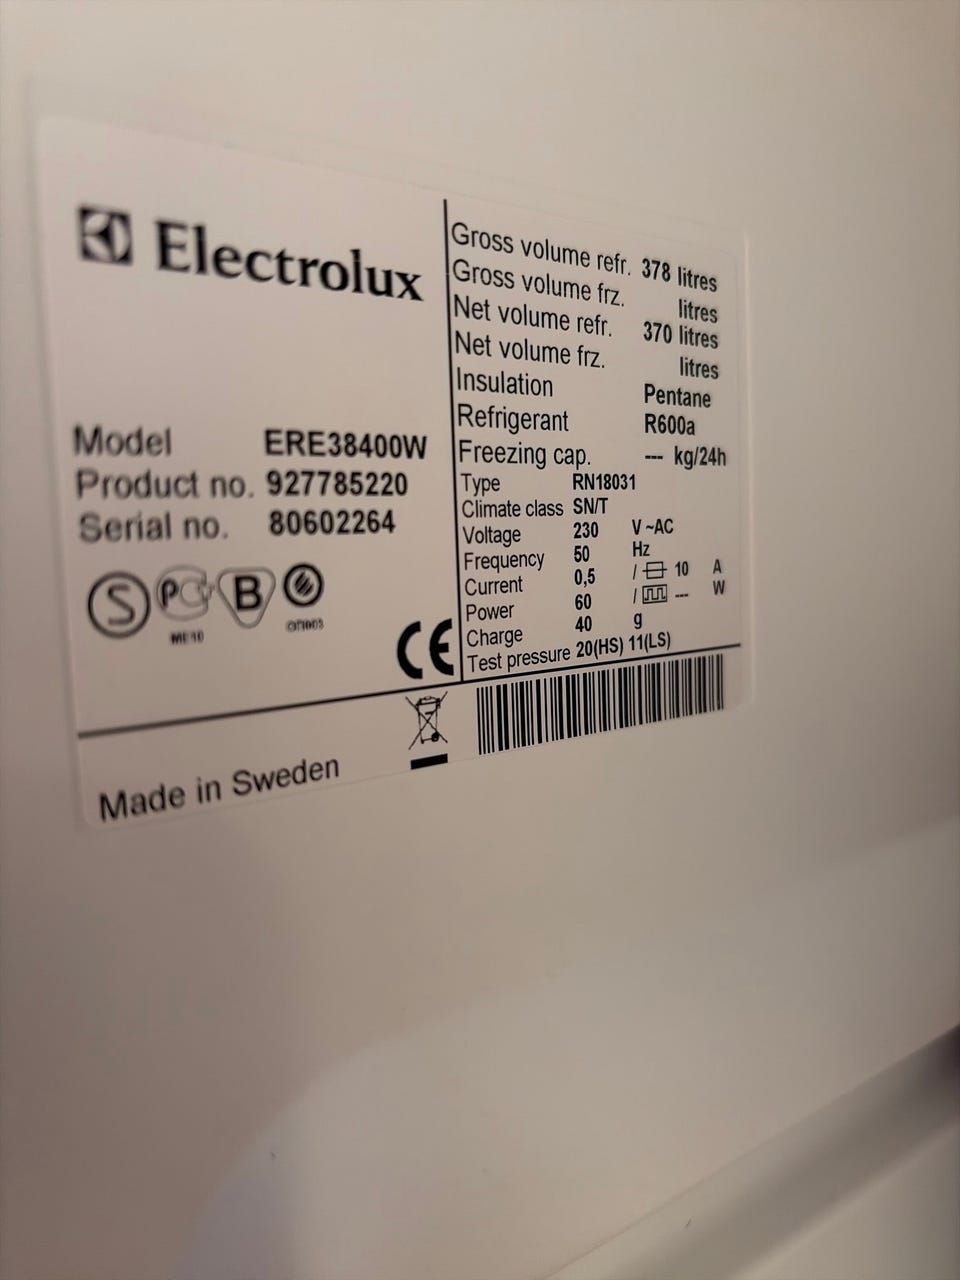 Electrolux
Model ERE38400W
Product no. 927785220
Serial no. 80602264
S
PC B
ME10
CE
Made in Sweden
Gross volume refr. 378 litres
Gross volume frz. litres
Net volume refr. 370 litres
Net volume frz. litres
Insulation Pentane
Refrigerant R600a
Freezing cap. --- kg/24h
Type RN18031
Climate class SN/T
Voltage 230 V ~AC
Frequency 50 Hz
Current 0,5 / 10 A
Power 60 / --- W
Charge 40 g
Test pressure 20(HS) 11(LS)